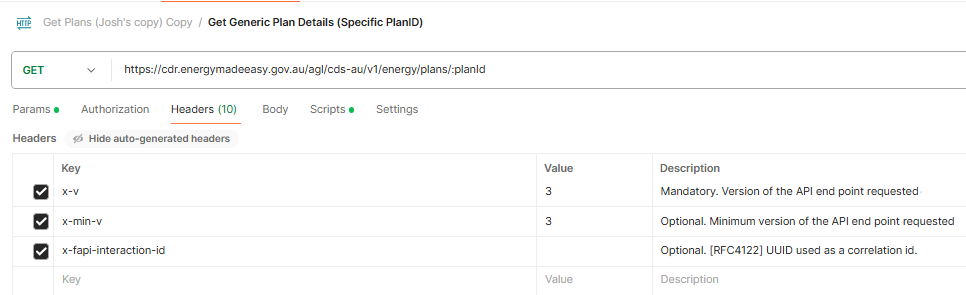 HTTP Get Plans (Josh's copy) Copy / Get Generic Plan Details (Specific PlanID)
GET https://cdr.energymadeeasy.gov.au/agl/cds-au/v1/energy/plans/:planId
Params Authorization Headers (10) Body Scripts Settings
Headers Hide auto-generated headers
Key Value Description
x-v 3 Mandatory. Version of the API end point requested
x-min-v 3 Optional. Minimum version of the API end point requested
x-fapi-interaction-id Optional. [RFC4122] UUID used as a correlation id.
Key Value Description